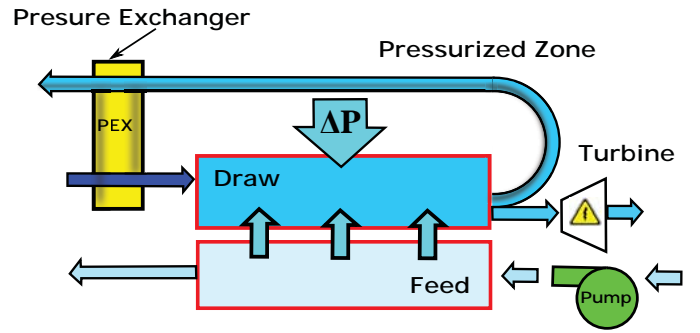 Presure Exchanger
Pressurized Zone
PEX
ΔP
Turbine
Draw
Feed
Pump